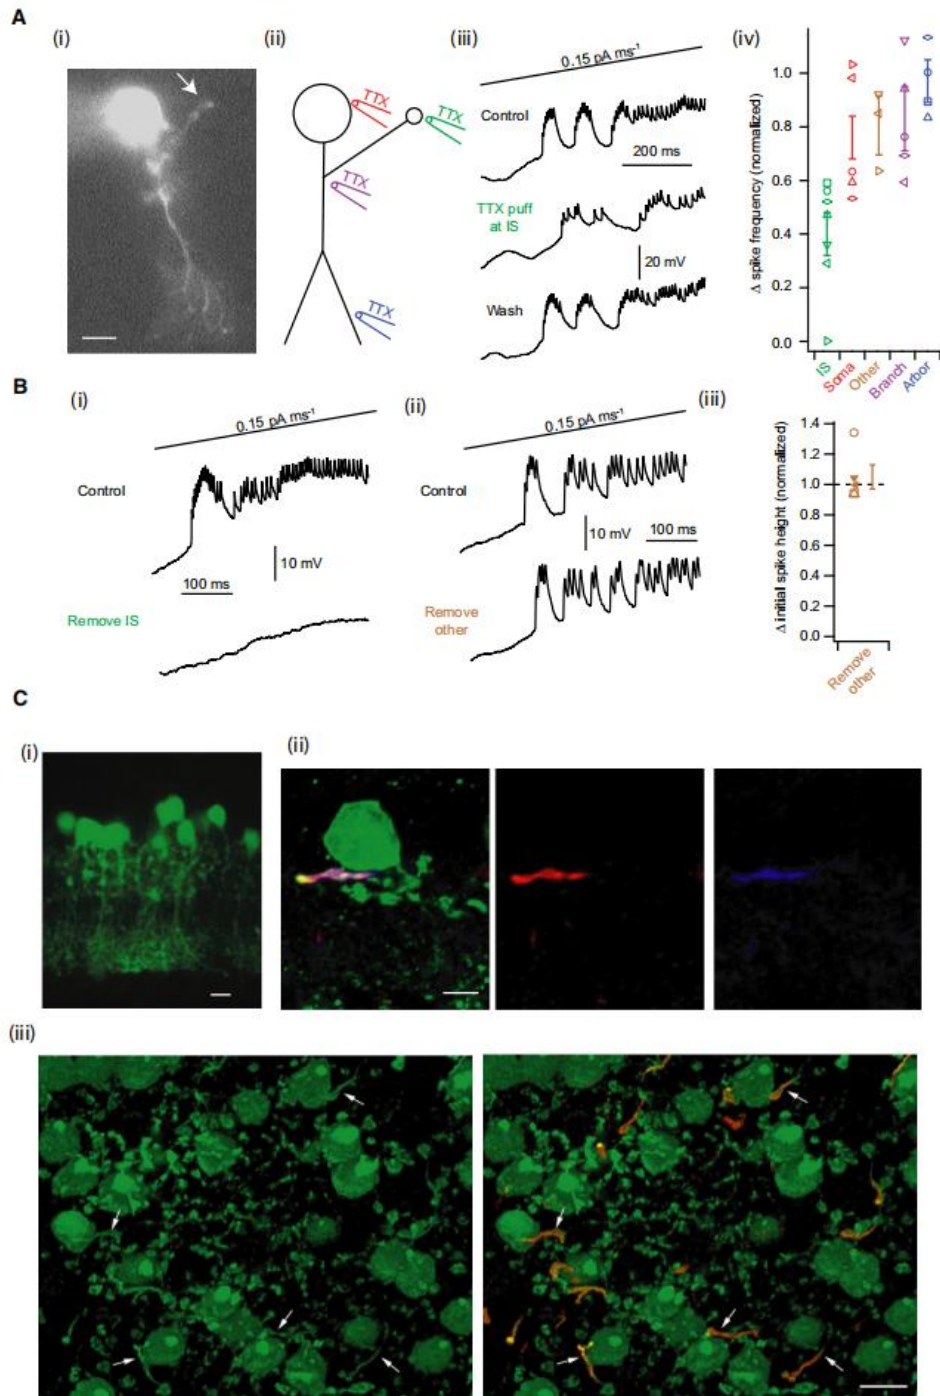 A
(i)
(ii)
TTX
TTX
TTX
TTX
(iii)
0.15 pA ms⁻¹
Control
200 ms
TTX puff
at IS
20 mV
Wash
(iv)
Δ spike frequency (normalized)
1.0
0.8
0.6
0.4
0.2
0.0
IS
Soma
Other
Branch
Arbor
B
(i)
0.15 pA ms⁻¹
Control
10 mV
100 ms
Remove IS
(ii)
0.15 pA ms⁻¹
Control
10 mV
100 ms
Remove
other
(iii)
Δ initial spike height (normalized)
1.4
1.2
1.0
0.8
0.6
0.4
0.2
0.0
Remove
other
C
(i)
(ii)
(iii)